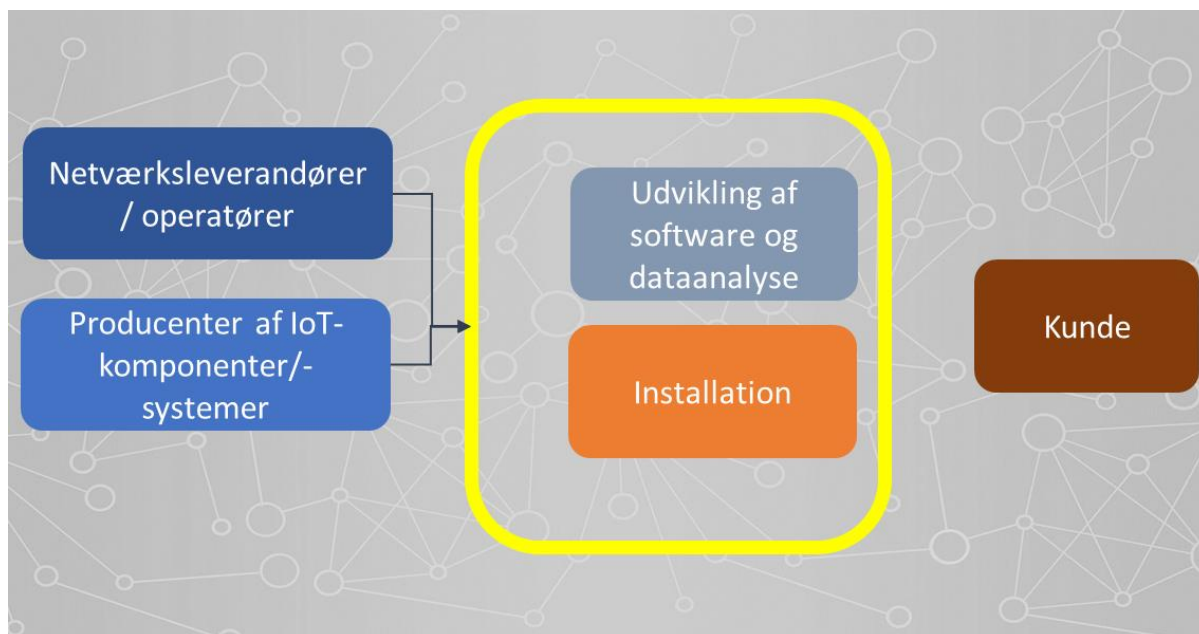 Netværksleverandører
/ operatører
Producenter af IoT-
komponenter/-
systemer
Udvikling af
software og
dataanalyse
Installation
Kunde